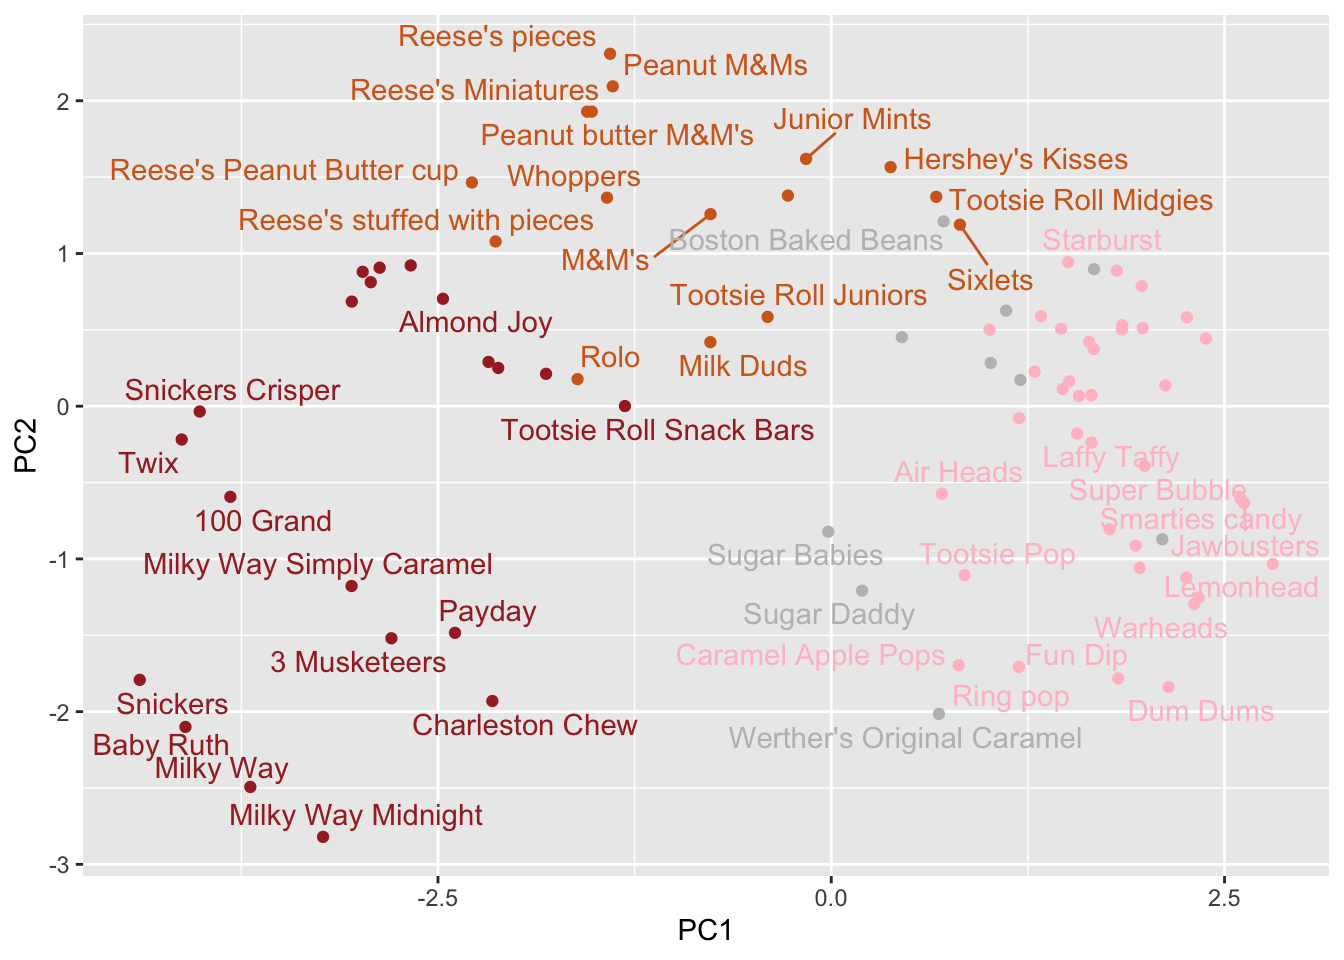 Reese's pieces
Peanut M&Ms
Reese's Miniatures
Junior Mints
Peanut butter M&M's
Hershey's Kisses
Reese's Peanut Butter cup
Whoppers
Tootsie Roll Midgies
Reese's stuffed with pieces
Boston Baked Beans
Starburst
M&M's
Sixlets
Tootsie Roll Juniors
Almond Joy
Rolo
Milk Duds
Snickers Crisper
Tootsie Roll Snack Bars
Twix
Laffy Taffy
Air Heads
Super Bubble
100 Grand
Smarties candy
Jawbusters
Sugar Babies
Tootsie Pop
Milky Way Simply Caramel
Lemonhead
Payday
Sugar Daddy
Warheads
3 Musketeers
Caramel Apple Pops
Fun Dip
Ring pop
Snickers
Dum Dums
Charleston Chew
Werther's Original Caramel
Baby Ruth
Milky Way
Milky Way Midnight
2
1
0
-1
-2
-3
PC2
-2.5
0.0
2.5
PC1